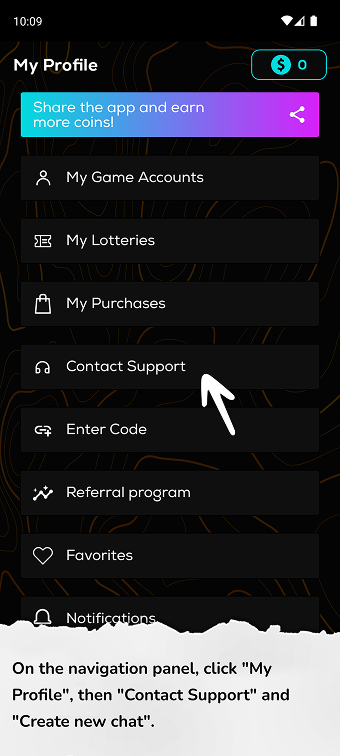 10:09
My Profile
0
Share the app and earn
more coins!
My Game Accounts
My Lotteries
My Purchases
Contact Support
Enter Code
Referral program
Favorites
Notifications
On the navigation panel, click "My
Profile", then "Contact Support" and
"Create new chat".